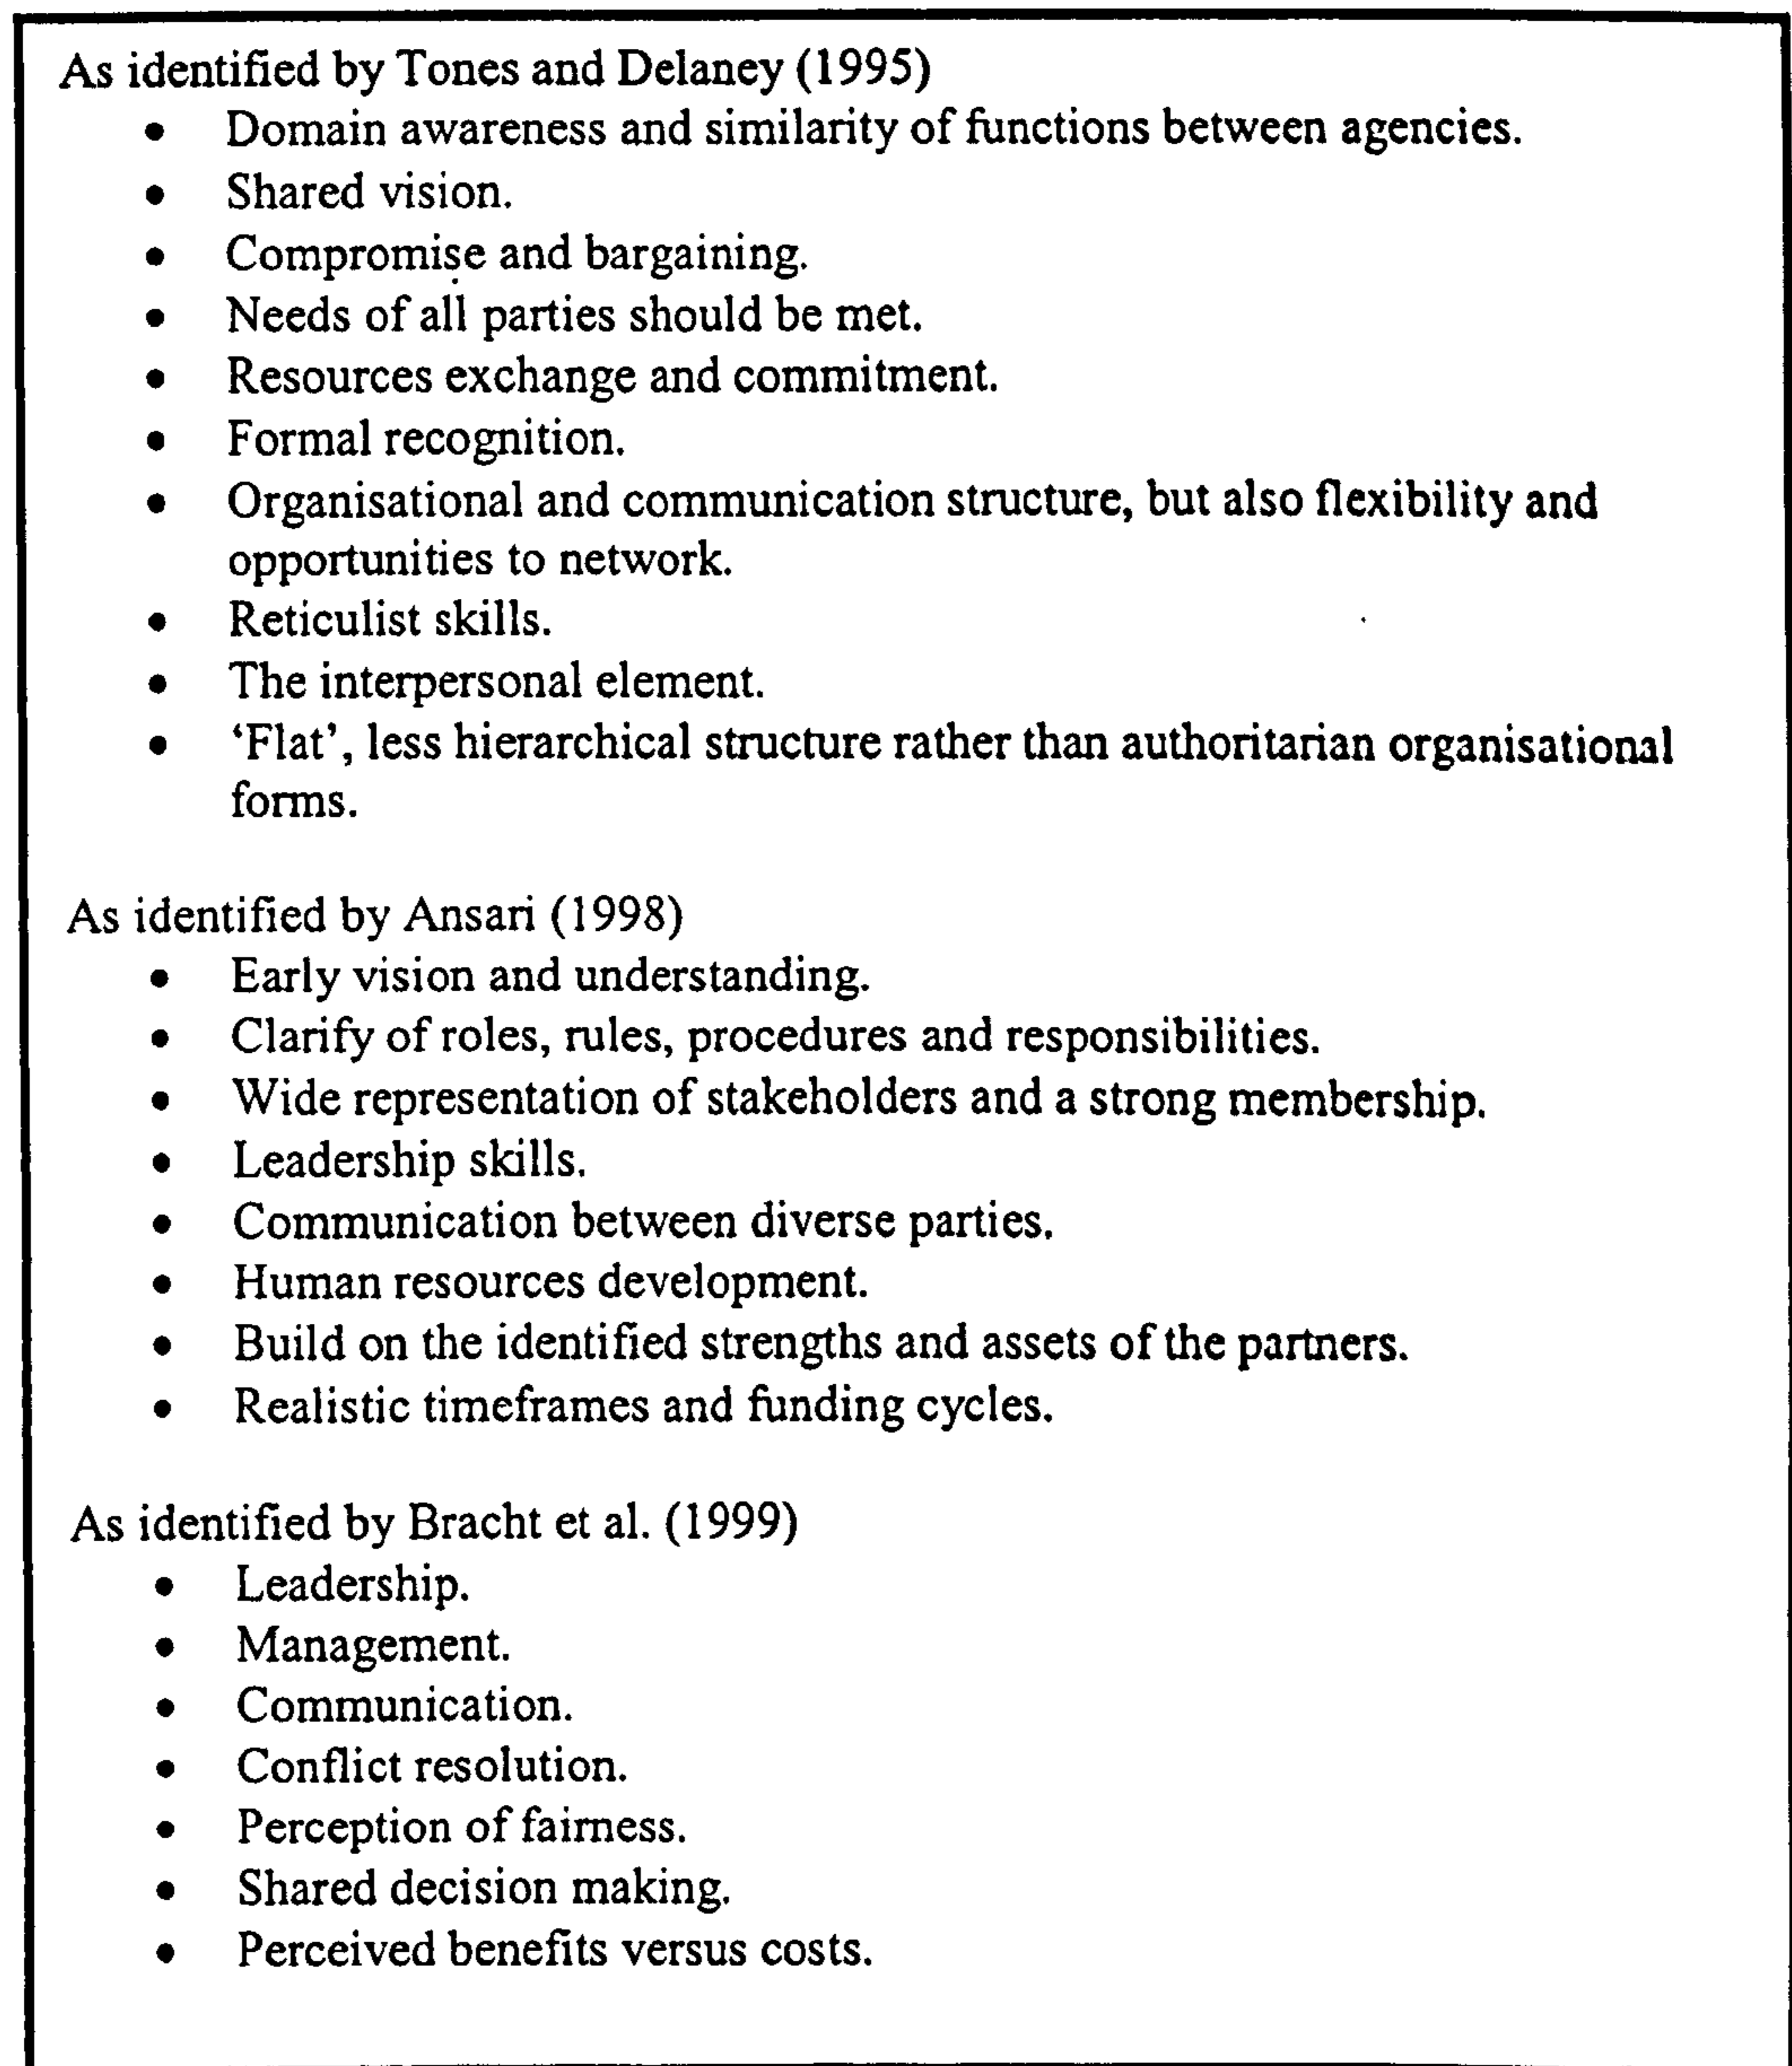 As identified by Tones and Delaney (1995)
• Domain awareness and similarity of functions between agencies.
• Shared vision.
• Compromise and bargaining.
• Needs of all parties should be met.
• Resources exchange and commitment.
• Formal recognition.
• Organisational and communication structure, but also flexibility and
opportunities to network.
• Reticulist skills.
• The interpersonal element.
• ‘Flat’, less hierarchical structure rather than authoritarian organisational
forms.
As identified by Ansari (1998)
• Early vision and understanding.
• Clarify of roles, rules, procedures and responsibilities.
• Wide representation of stakeholders and a strong membership.
• Leadership skills.
• Communication between diverse parties.
• Human resources development.
• Build on the identified strengths and assets of the partners.
• Realistic timeframes and funding cycles.
As identified by Bracht et al. (1999)
• Leadership.
• Management.
• Communication.
• Conflict resolution.
• Perception of fairness.
• Shared decision making.
• Perceived benefits versus costs.